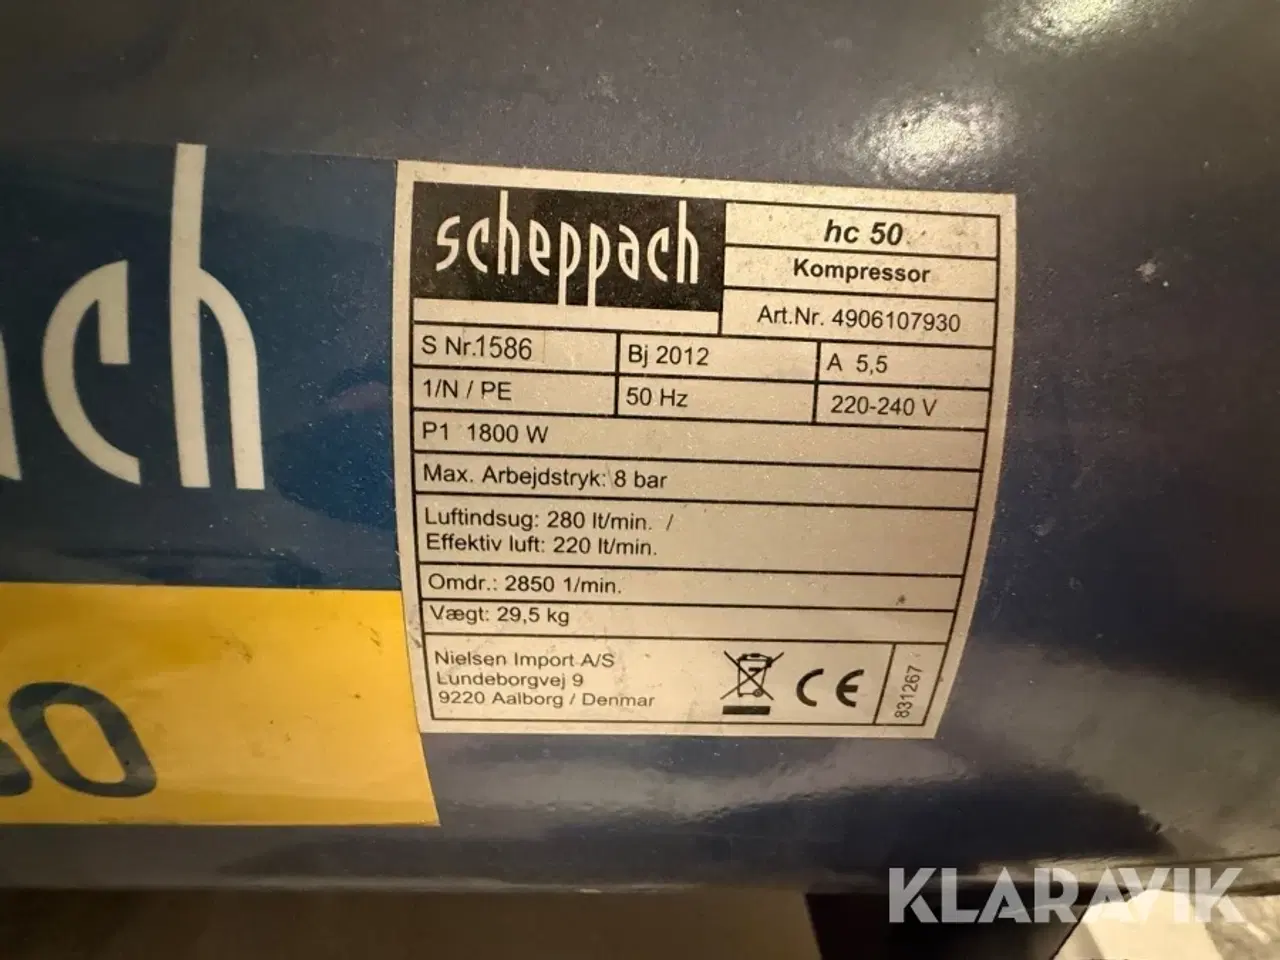 ach
50
scheppach
hc 50
Kompressor
Art.Nr. 4906107930
S Nr.1586
Bj 2012
A 5,5
1/N / PE
50 Hz
220-240 V
P1 1800 W
Max. Arbejdstryk: 8 bar
Luftindsug: 280 lt/min. /
Effektiv luft: 220 lt/min.
Omdr.: 2850 1/min.
Vægt: 29,5 kg
Nielsen Import A/S
Lundeborgvej 9
9220 Aalborg / Denmar
CE
831267
KLARAVIK